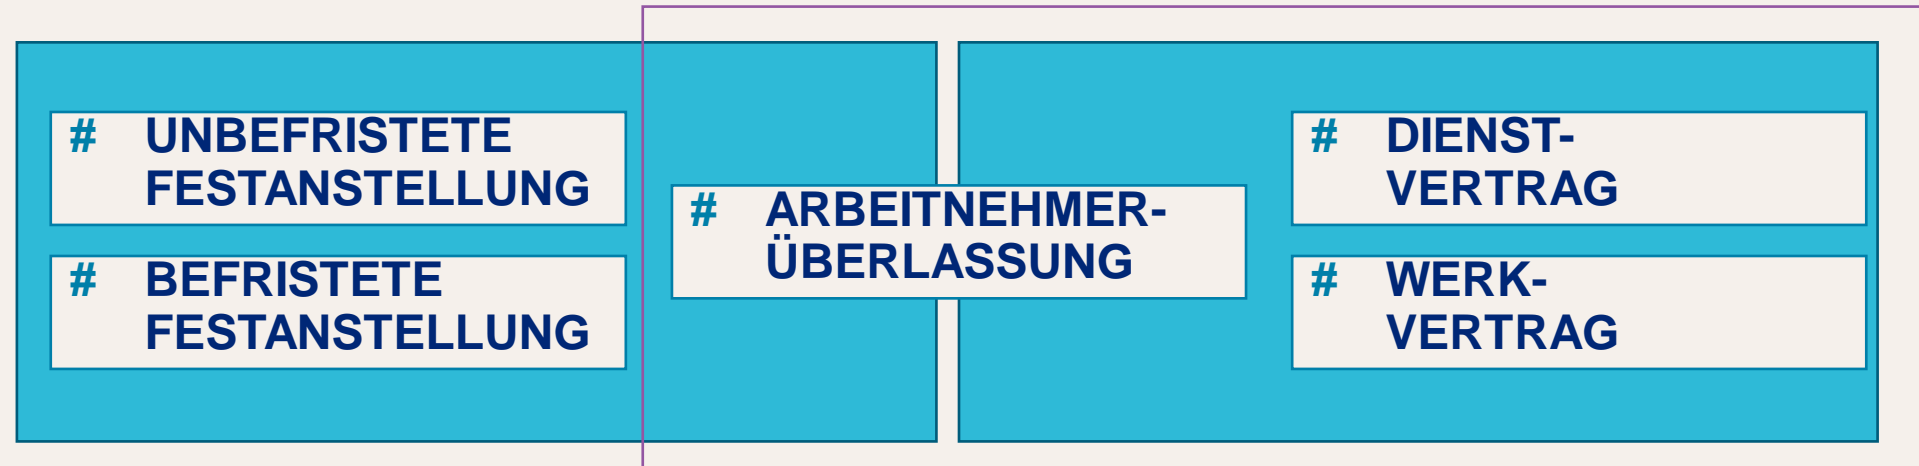 # UNBEFRISTETE
FESTANSTELLUNG
# BEFRISTETE
FESTANSTELLUNG
# ARBEITNEHMER-
ÜBERLASSUNG
# DIENST-
VERTRAG
# WERK-
VERTRAG